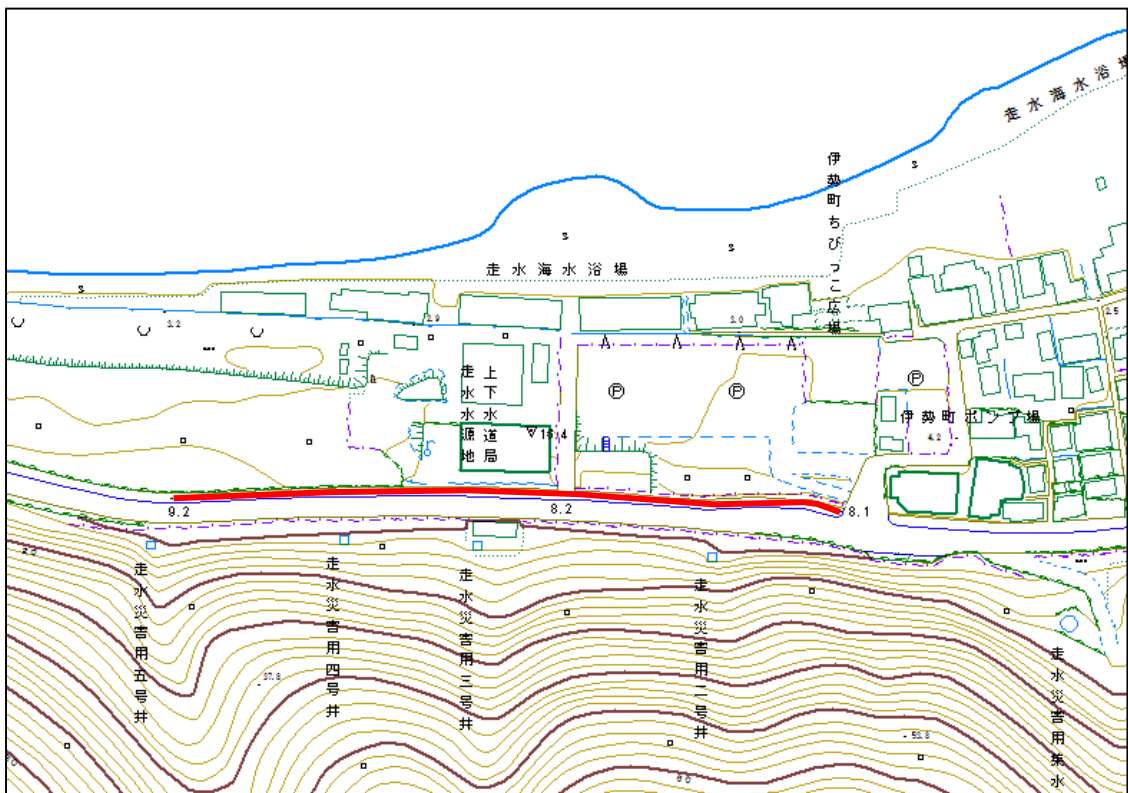 走水海水浴場
伊勢町ちびっこ広場
s
s
s
s
走水海水浴場
3.2
2.9
3.0
2.5
上下水道局
走水水源地
16.4
P
P
P
伊勢町ポンプ場
4.2
9.2
8.2
8.1
走水災害用五号井
走水災害用四号井
走水災害用三号井
走水災害用二号井
走水災害用集水
37.8
53.8